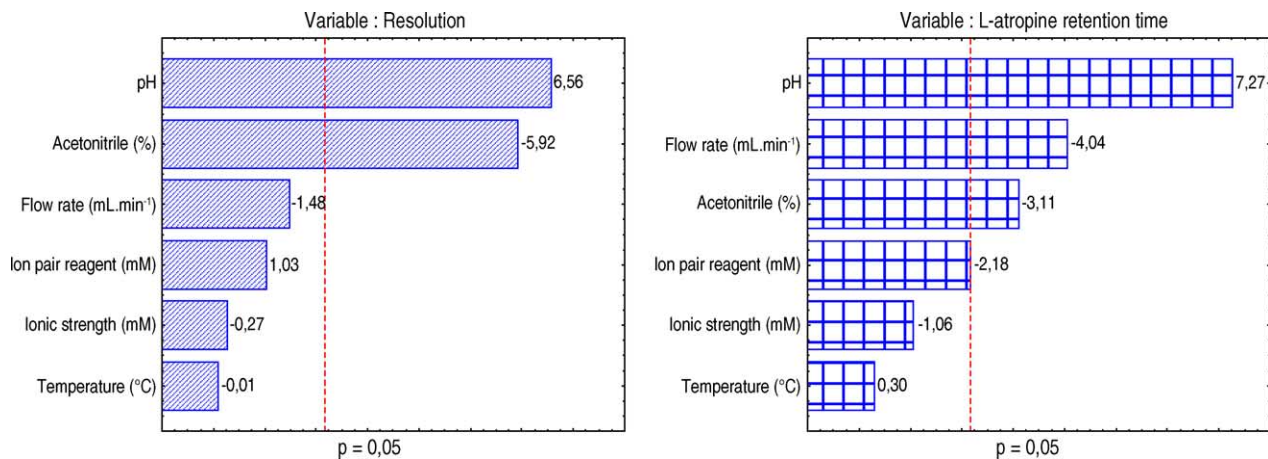 Variable : Resolution
pH
6,56
Acetonitrile (%)
-5,92
Flow rate (mL.min⁻¹)
-1,48
Ion pair reagent (mM)
1,03
Ionic strength (mM)
-0,27
Temperature (°C)
-0,01
p = 0,05
Variable : L-atropine retention time
pH
7,27
Flow rate (mL.min⁻¹)
-4,04
Acetonitrile (%)
-3,11
Ion pair reagent (mM)
-2,18
Ionic strength (mM)
-1,06
Temperature (°C)
0,30
p = 0,05